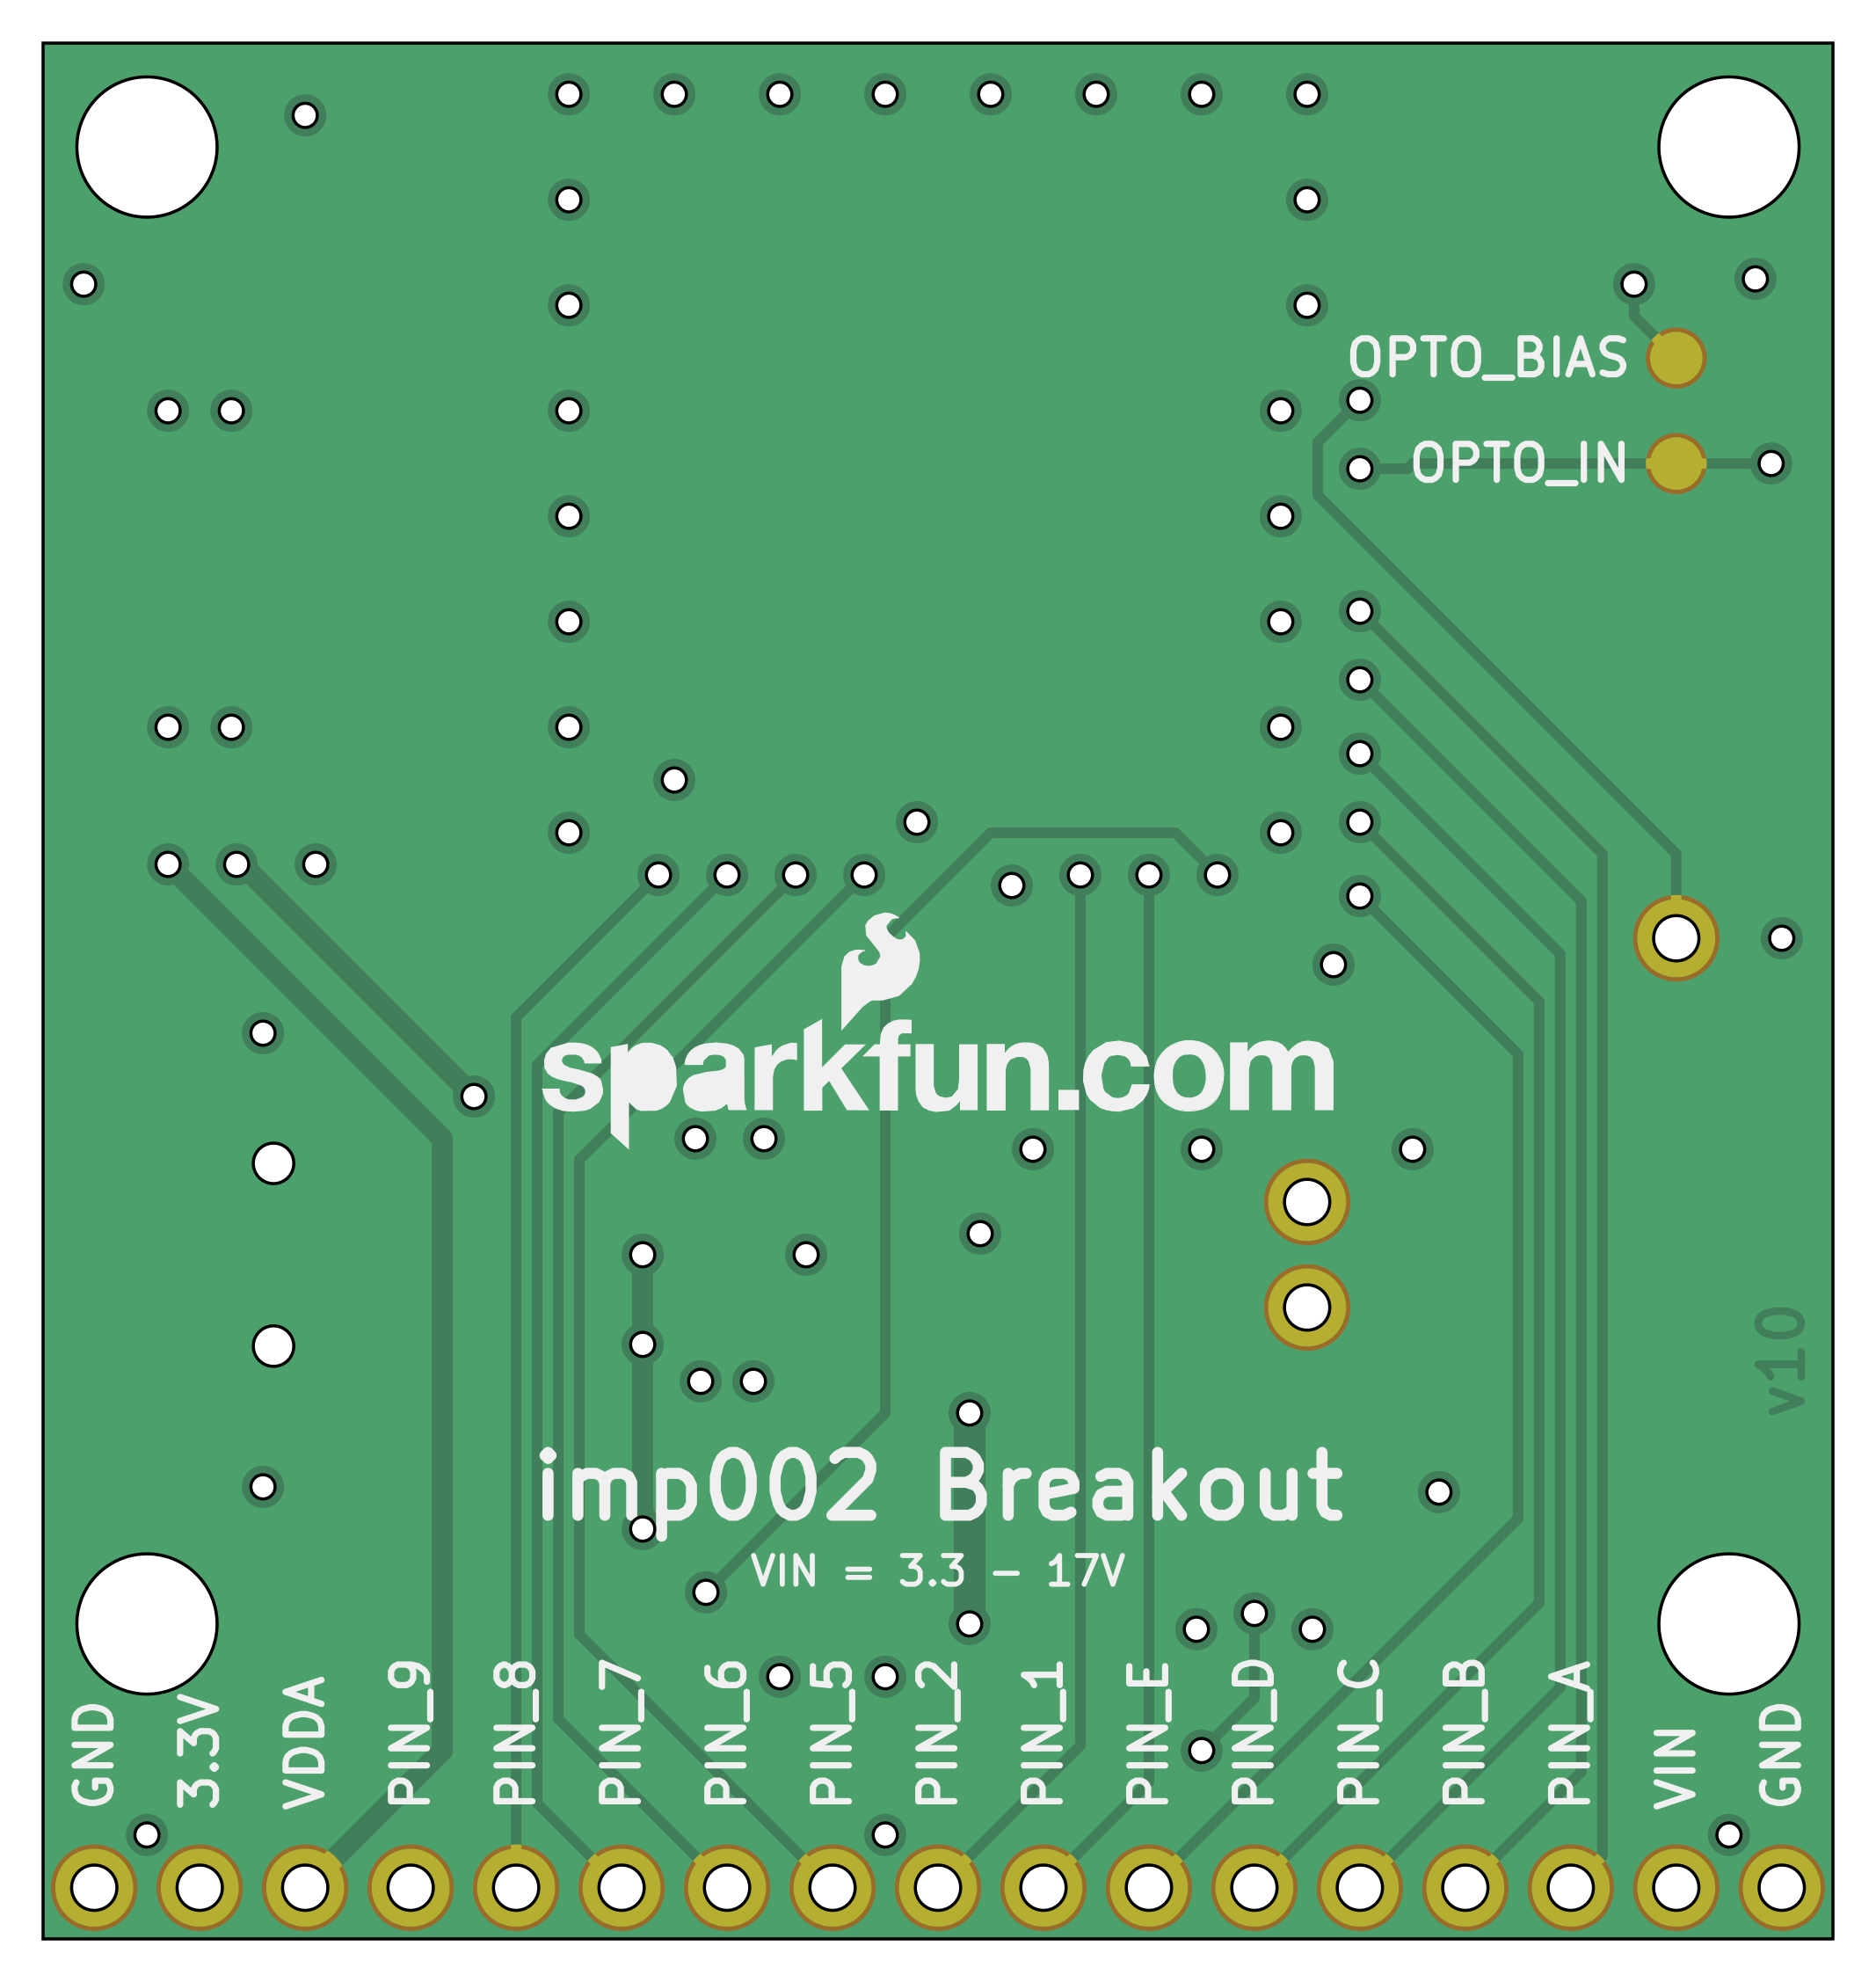 OPTO_BIAS
OPTO_IN
sparkfun.com
v10
imp002 Breakout
VIN = 3.3 - 17V
GND
3.3V
VDDA
PIN_9
PIN_8
PIN_7
PIN_6
PIN_5
PIN_2
PIN_1
PIN_E
PIN_D
PIN_C
PIN_B
PIN_A
VIN
GND